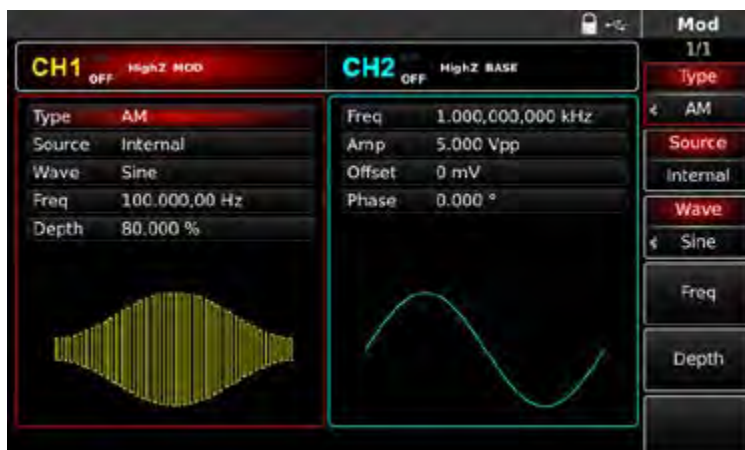 Mod
1/1
CH1 OFF HighZ MOD
CH2 OFF HighZ BASE
Type AM
Source Internal
Wave Sine
Freq 100.000,00 Hz
Depth 80.000 %
Freq 1.000,000,000 kHz
Amp 5.000 Vpp
Offset 0 mV
Phase 0.000 °
Type
AM
Source
Internal
Wave
Sine
Freq
Depth